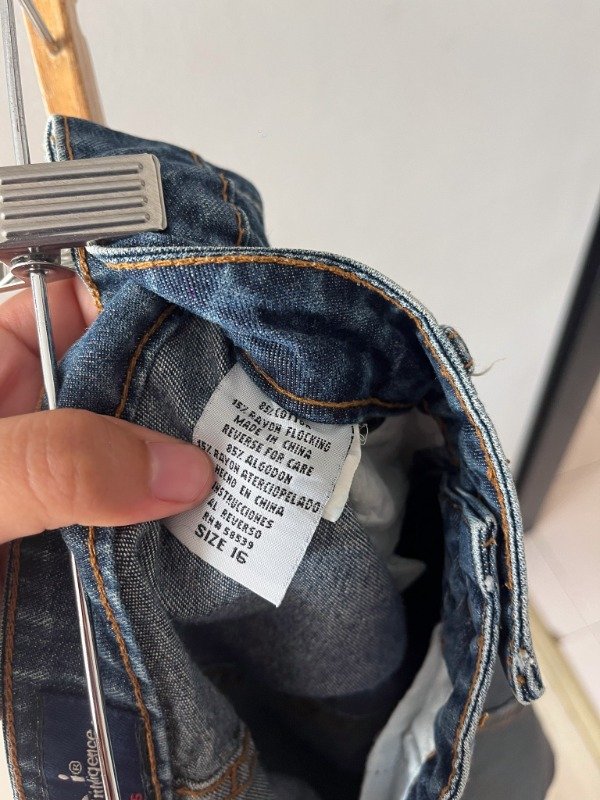 85% COTTON
15% RAYON FLOCKING
MADE IN CHINA
REVERSE FOR CARE
85% ALGODON
15% RAYON ATERCIOPELADO
HECHO EN CHINA
INSTRUCCIONES
AL REVERSO
RN# 58539
SIZE 16
i®